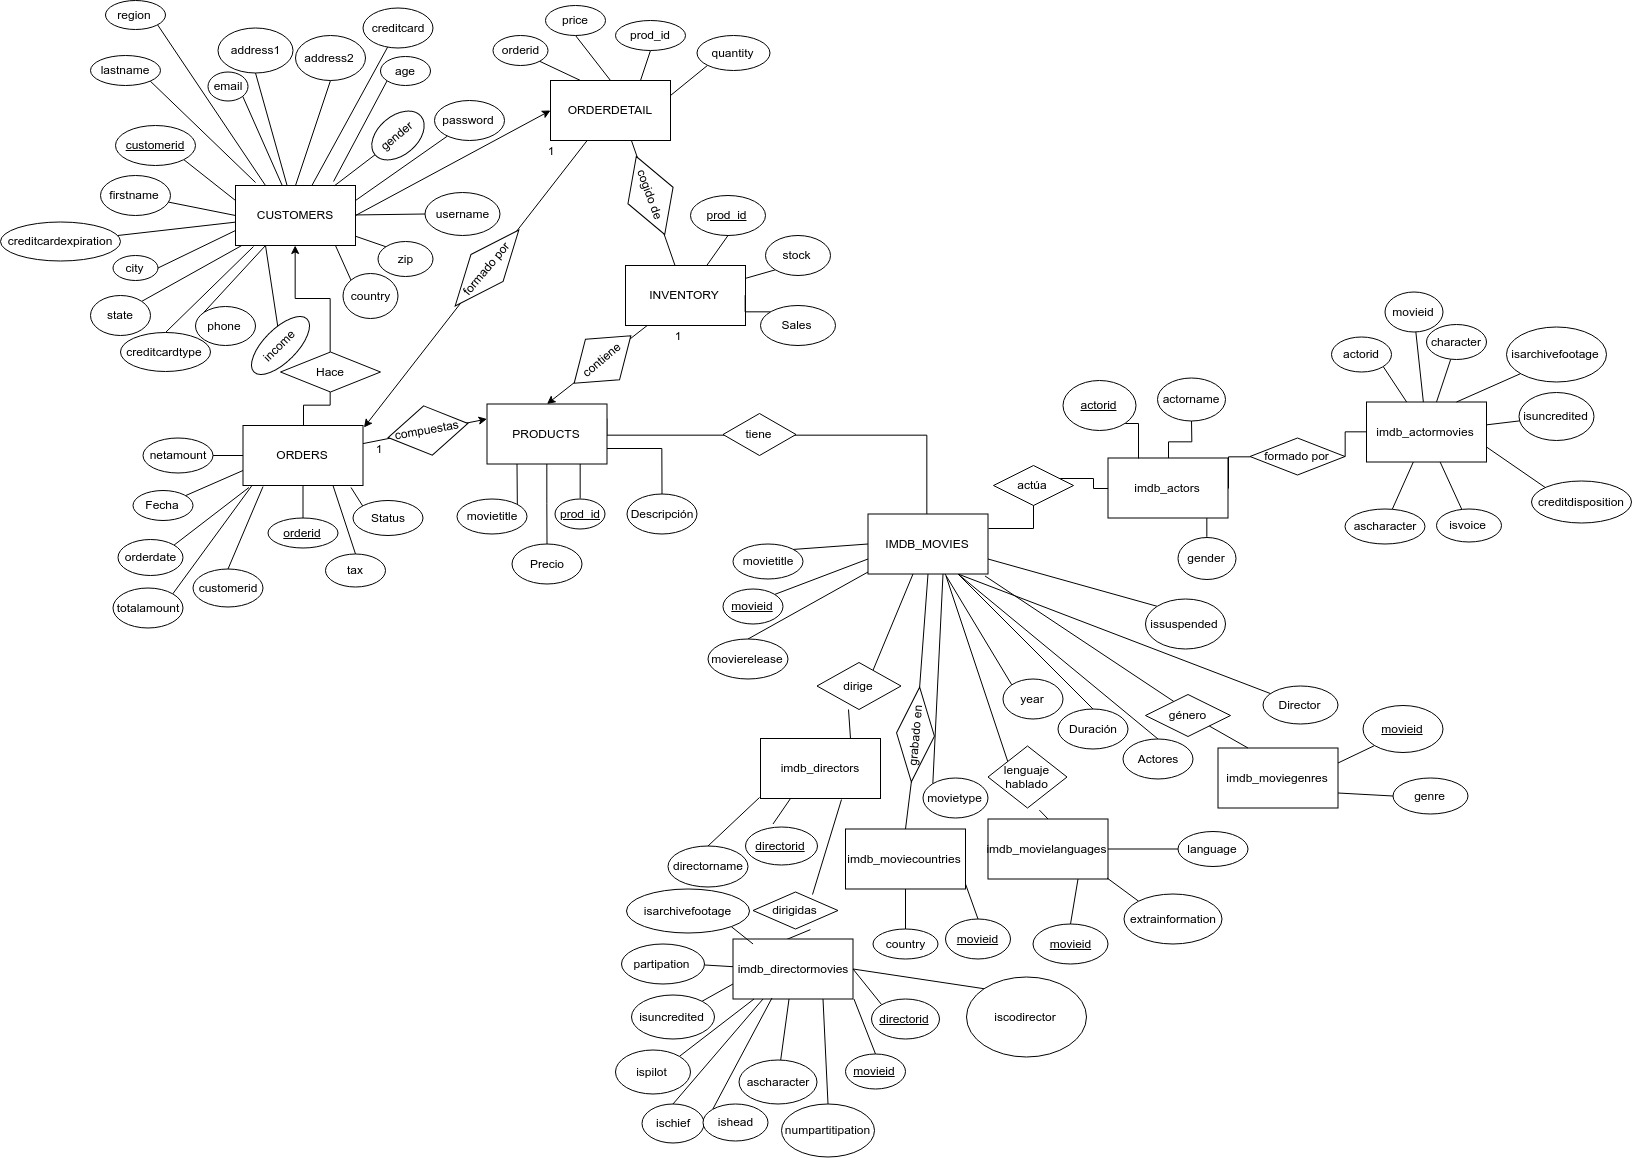 region
creditcard
price
orderid
prod_id
quantity
address1
address2
lastname
email
age
ORDERDETAIL
gender
password
customerid
1
cogido de
firstname
CUSTOMERS
username
prod_id
creditcardexpiration
city
zip
formado por
stock
country
INVENTORY
state
phone
income
Sales
1
creditcardtype
Hace
contiene
movieid
character
actorid
isarchivefootage
actorid
actorname
isuncredited
imdb_actormovies
compuestas
PRODUCTS
tiene
1
netamount
ORDERS
formado por
actúa
imdb_actors
creditdisposition
Fecha
orderid
Status
movietitle
prod_id
Descripción
ascharacter
isvoice
IMDB_MOVIES
gender
orderdate
tax
Precio
movietitle
customerid
totalamount
movieid
issuspended
movierelease
dirige
year
Director
género
Duración
movieid
grabado en
Actores
imdb_directors
lenguaje
hablado
imdb_moviegenres
movietype
genre
directorname
directorid
imdb_moviecountries
imdb_movielanguages
language
isarchivefootage
dirigidas
extrainformation
country
movieid
movieid
partipation
imdb_directormovies
isuncredited
directorid
iscodirector
ispilot
ascharacter
movieid
ischief
ishead
numpartitipation